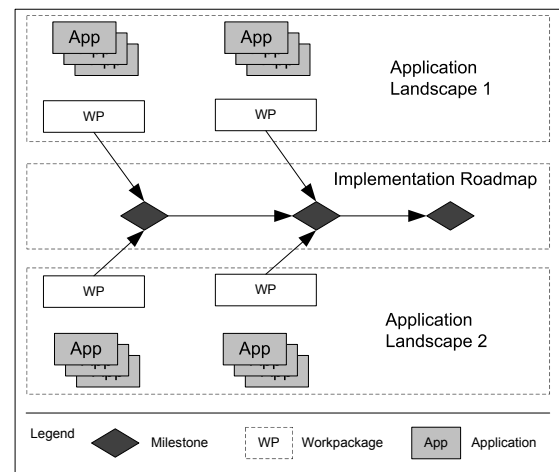 App
App
Application
Landscape 1
WP
WP
Implementation Roadmap
WP
WP
Application
Landscape 2
App
App
Legend
Milestone
WP
Workpackage
App
Application